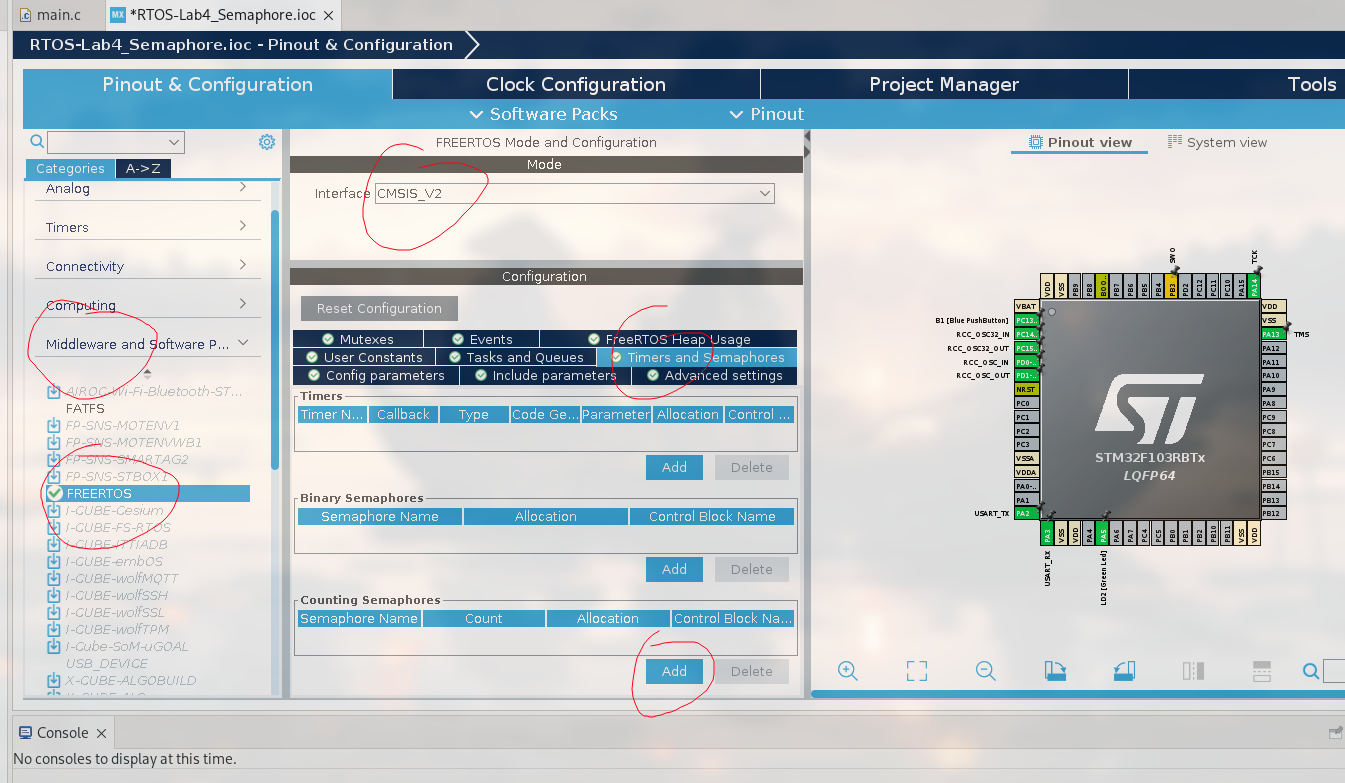 main.c
*RTOS-Lab4_Semaphore.ioc
RTOS-Lab4_Semaphore.ioc - Pinout & Configuration
Pinout & Configuration
Clock Configuration
Project Manager
Tools
Software Packs
Pinout
Categories
A->Z
Analog
Timers
Connectivity
Computing
Middleware and Software P...
AIROC-Wi-Fi-Bluetooth-ST...
FATFS
FP-SNS-MOTENV1
FP-SNS-MOTENVWB1
FP-SNS-SMARTAG2
FP-SNS-STBOX1
FREERTOS
I-CUBE-Cesium
I-CUBE-FS-RTOS
I-CUBE-ITTIADB
I-CUBE-embOS
I-CUBE-wolfMQTT
I-CUBE-wolfSSH
I-CUBE-wolfSSL
I-CUBE-wolfTPM
I-Cube-SoM-uGOAL
USB_DEVICE
X-CUBE-ALGOBUILD
FREERTOS Mode and Configuration
Mode
Interface CMSIS_V2
Configuration
Reset Configuration
Mutexes
Events
FreeRTOS Heap Usage
User Constants
Tasks and Queues
Timers and Semaphores
Config parameters
Include parameters
Advanced settings
Timers
Timer N...
Callback
Type
Code Ge...
Parameter
Allocation
Control ...
Add
Delete
Binary Semaphores
Semaphore Name
Allocation
Control Block Name
Add
Delete
Counting Semaphores
Semaphore Name
Count
Allocation
Control Block Na...
Add
Delete
Pinout view
System view
SWO
TCK
VDD
VSS
PB9
PB8
BOO..
PB7
PB6
PB5
PB4
PB3
PD2
PC12
PC11
PC10
PA15
PA14
VBAT
B1 [Blue PushButton]
PC13..
RCC_OSC32_IN
PC14..
RCC_OSC32_OUT
PC15..
RCC_OSC_IN
PD0-..
RCC_OSC_OUT
PD1-..
NRST
PC0
PC1
PC2
PC3
VSSA
VDDA
PA0-..
PA1
USART_TX
PA2
VDD
VSS
PA13
TMS
PA12
PA11
PA10
PA9
PA8
PC9
PC8
PC7
PC6
PB15
PB14
PB13
PB12
STM32F103RBTx
LQFP64
PA3
VSS
VDD
PA4
PA5
PA6
PA7
PC4
PC5
PB0
PB1
PB2
PB10
PB11
VSS
VDD
USART_RX
LD2 [Green Led]
Console
No consoles to display at this time.